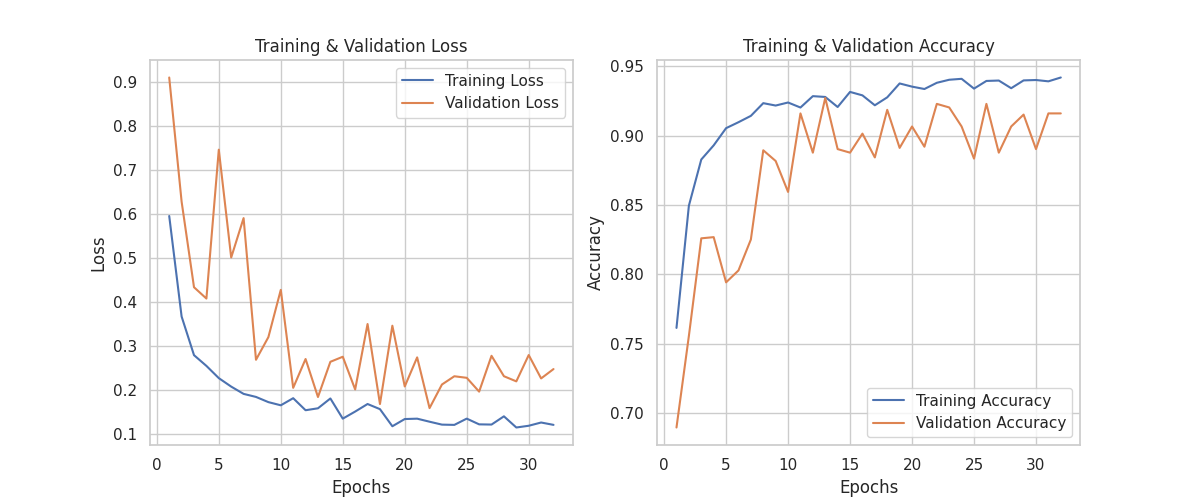 Training & Validation Loss
0.9
0.8
0.7
0.6
0.5
0.4
0.3
0.2
0.1
Loss
Training Loss
Validation Loss
0 5 10 15 20 25 30
Epochs
Training & Validation Accuracy
0.95
0.90
0.85
0.80
0.75
0.70
Accuracy
Training Accuracy
Validation Accuracy
0 5 10 15 20 25 30
Epochs